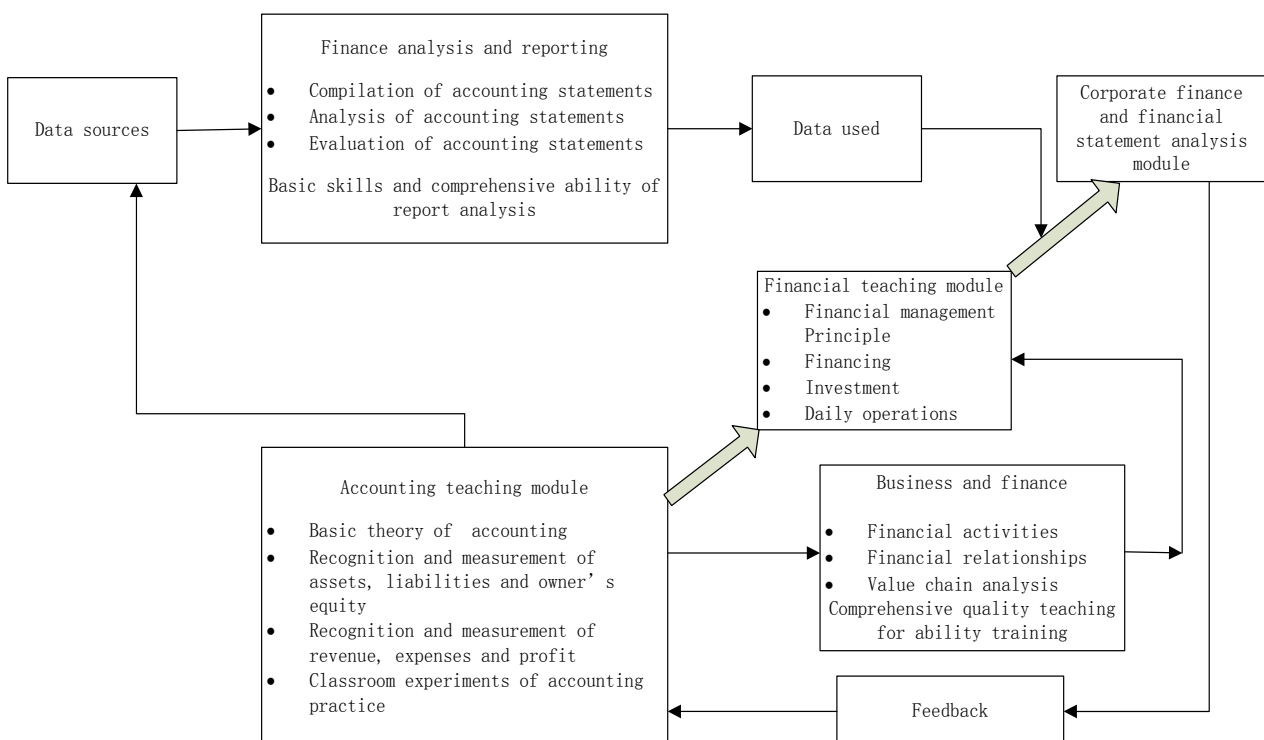 Finance analysis and reporting
• Compilation of accounting statements
• Analysis of accounting statements
• Evaluation of accounting statements
Basic skills and comprehensive ability of
report analysis
Data sources
Data used
Corporate finance
and financial
statement analysis
module
Financial teaching module
• Financial management
Principle
• Financing
• Investment
• Daily operations
Accounting teaching module
• Basic theory of accounting
• Recognition and measurement of
assets, liabilities and owner’s
equity
• Recognition and measurement of
revenue, expenses and profit
• Classroom experiments of accounting
practice
Business and finance
• Financial activities
• Financial relationships
• Value chain analysis
Comprehensive quality teaching
for ability training
Feedback